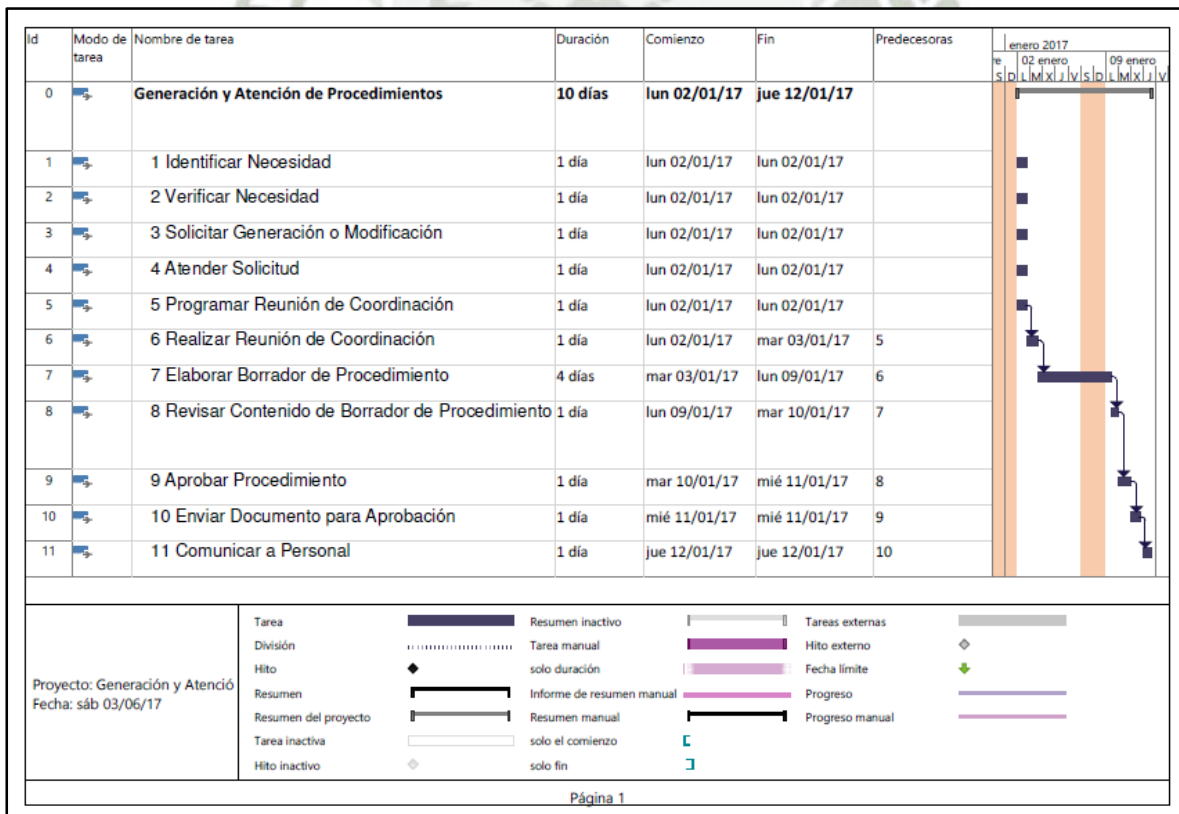 Id Modo de tarea Nombre de tarea Duración Comienzo Fin Predecesoras
enero 2017
re 02 enero 09 enero
S D L M X J V S D L M X J V
0 Generación y Atención de Procedimientos 10 días lun 02/01/17 jue 12/01/17
1 1 Identificar Necesidad 1 día lun 02/01/17 lun 02/01/17
2 2 Verificar Necesidad 1 día lun 02/01/17 lun 02/01/17
3 3 Solicitar Generación o Modificación 1 día lun 02/01/17 lun 02/01/17
4 4 Atender Solicitud 1 día lun 02/01/17 lun 02/01/17
5 5 Programar Reunión de Coordinación 1 día lun 02/01/17 lun 02/01/17
6 6 Realizar Reunión de Coordinación 1 día lun 02/01/17 mar 03/01/17 5
7 7 Elaborar Borrador de Procedimiento 4 días mar 03/01/17 lun 09/01/17 6
8 8 Revisar Contenido de Borrador de Procedimiento 1 día lun 09/01/17 mar 10/01/17 7
9 9 Aprobar Procedimiento 1 día mar 10/01/17 mié 11/01/17 8
10 10 Enviar Documento para Aprobación 1 día mié 11/01/17 mié 11/01/17 9
11 11 Comunicar a Personal 1 día jue 12/01/17 jue 12/01/17 10
Proyecto: Generación y Atenció
Fecha: sáb 03/06/17
Tarea Resumen inactivo Tareas externas
División Tarea manual Hito externo
Hito solo duración Fecha límite
Resumen Informe de resumen manual Progreso
Resumen del proyecto Resumen manual Progreso manual
Tarea inactiva solo el comienzo
Hito inactivo solo fin
Página 1